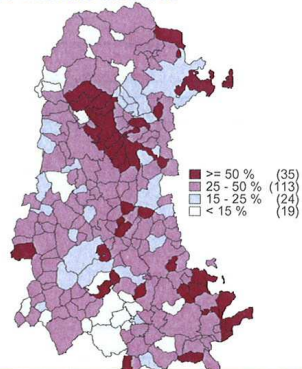 >= 50 % (35)
25 - 50 % (113)
15 - 25 % (24)
< 15 % (19)